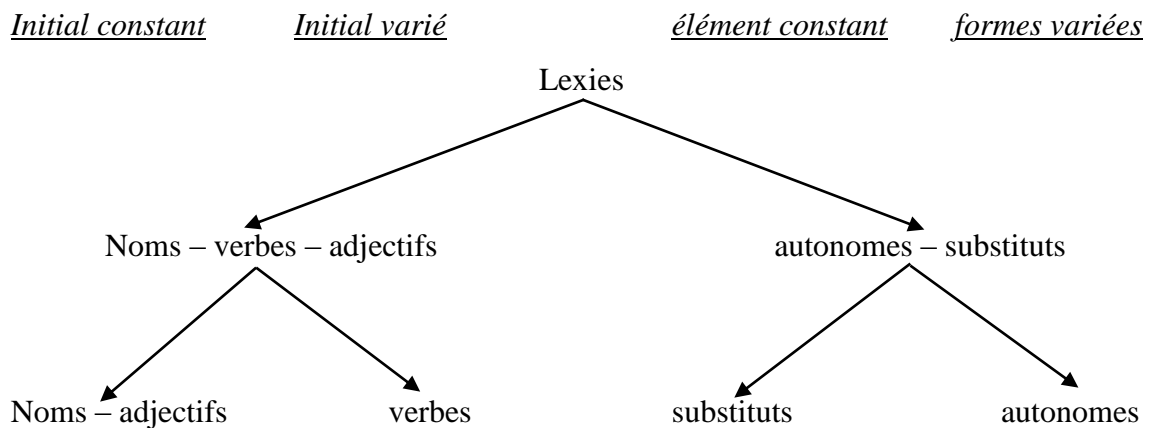 Initial constant Initial varié élément constant formes variées
Lexies
Noms – verbes – adjectifs autonomes – substituts
Noms – adjectifs verbes substituts autonomes